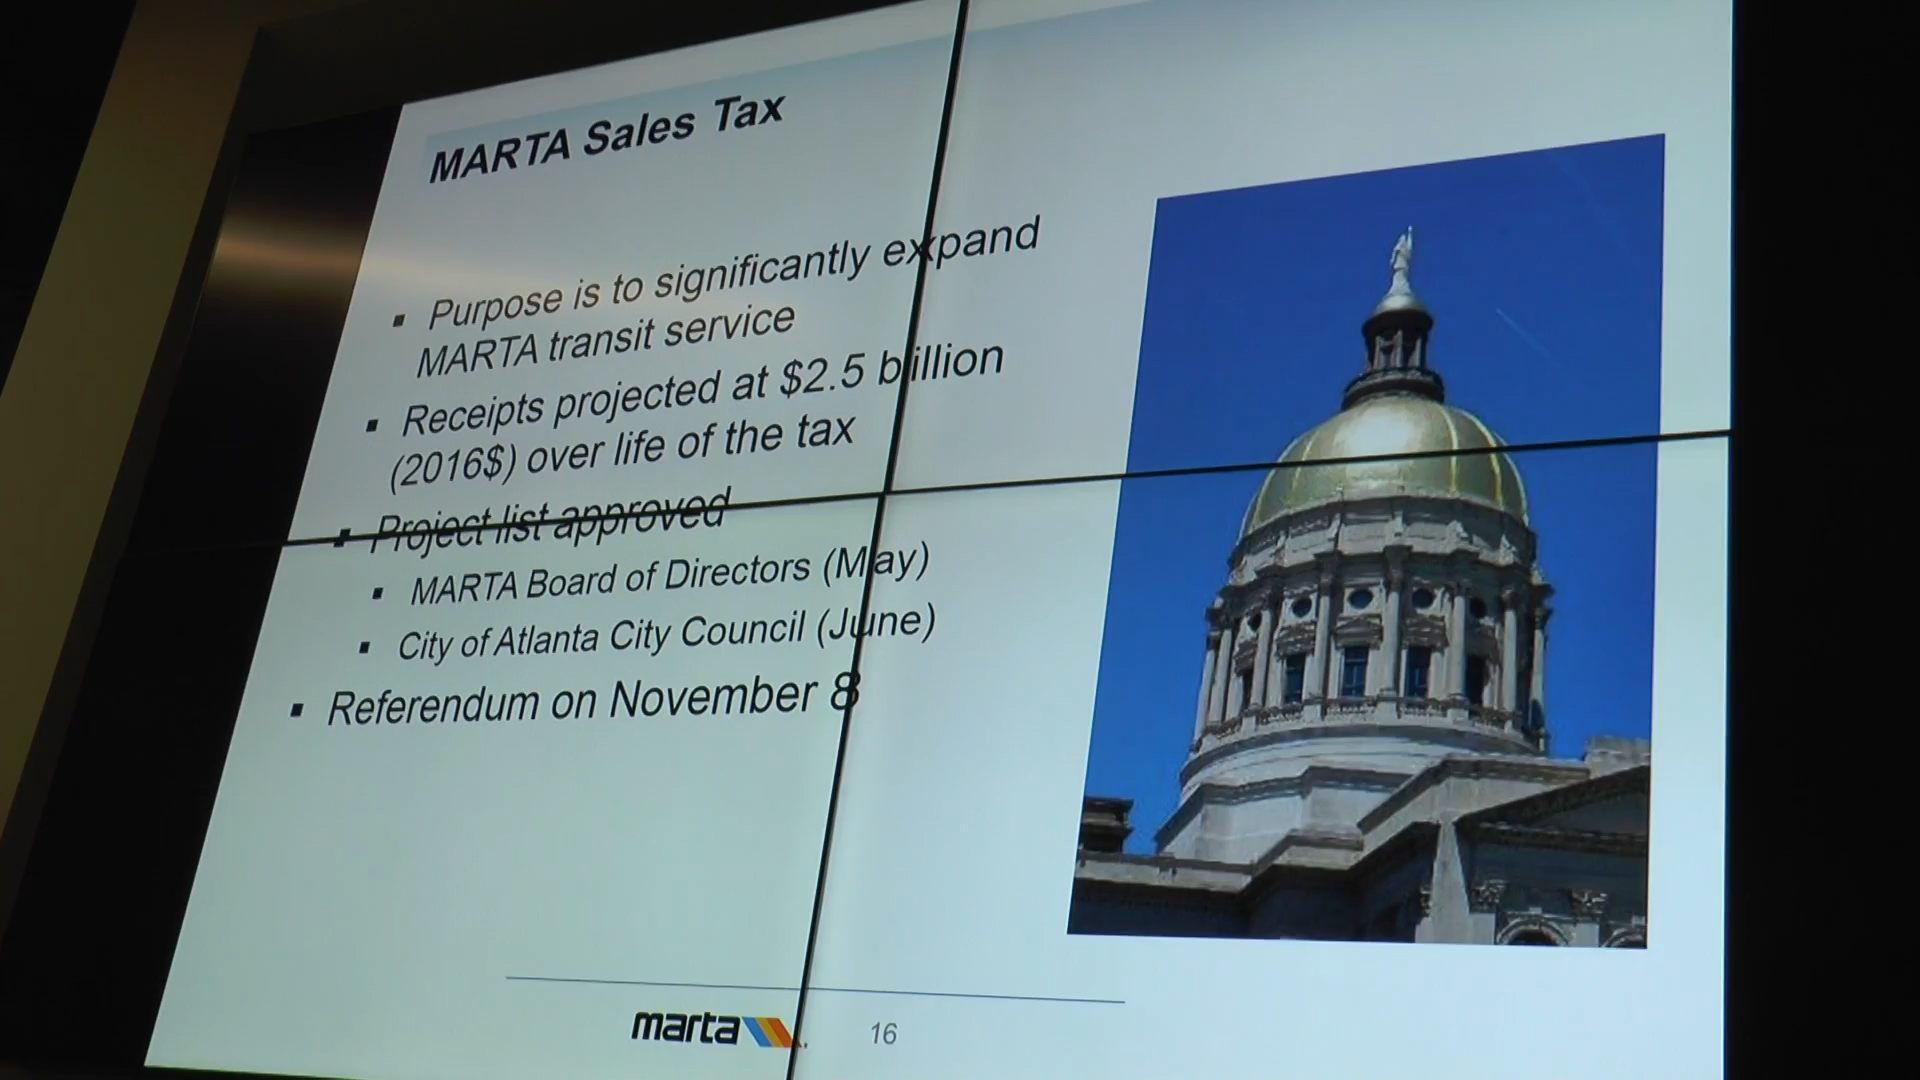 MARTA Sales Tax
▪ Purpose is to significantly expand
MARTA transit service
▪ Receipts projected at $2.5 billion
(2016$) over life of the tax
▪ Project list approved
▪ MARTA Board of Directors (May)
▪ City of Atlanta City Council (June)
▪ Referendum on November 8
marta
16